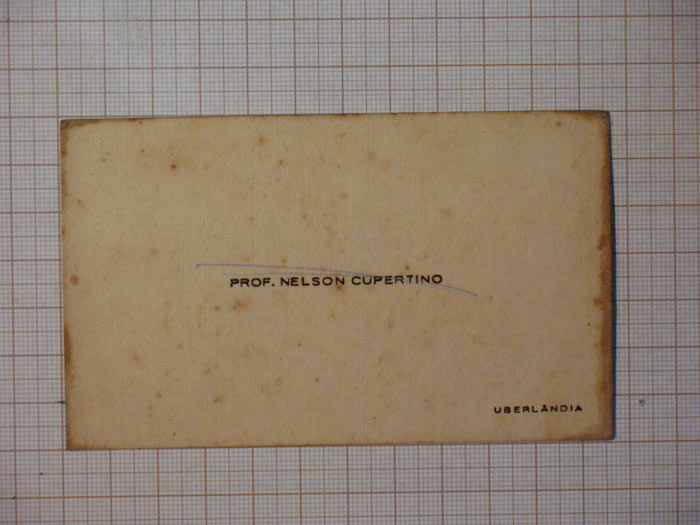 PROF. NELSON CUPERTINO
UBERLÂNDIA